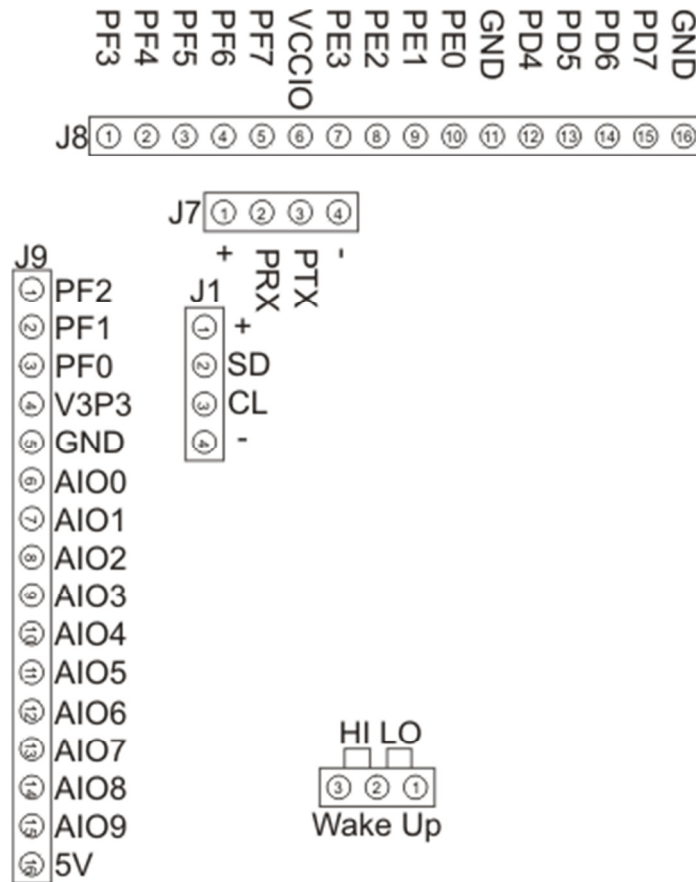 PF3 PF4 PF5 PF6 PF7 VCCIO PE3 PE2 PE1 PE0 GND PD4 PD5 PD6 PD7 GND
J8 1 2 3 4 5 6 7 8 9 10 11 12 13 14 15 16
J7 1 2 3 4
+ PRX PTX -
J9
1 PF2
2 PF1
3 PF0
4 V3P3
5 GND
6 AIO0
7 AIO1
8 AIO2
9 AIO3
10 AIO4
11 AIO5
12 AIO6
13 AIO7
14 AIO8
15 AIO9
16 5V
J1
1 +
2 SD
3 CL
4 -
HI LO
3 2 1
Wake Up